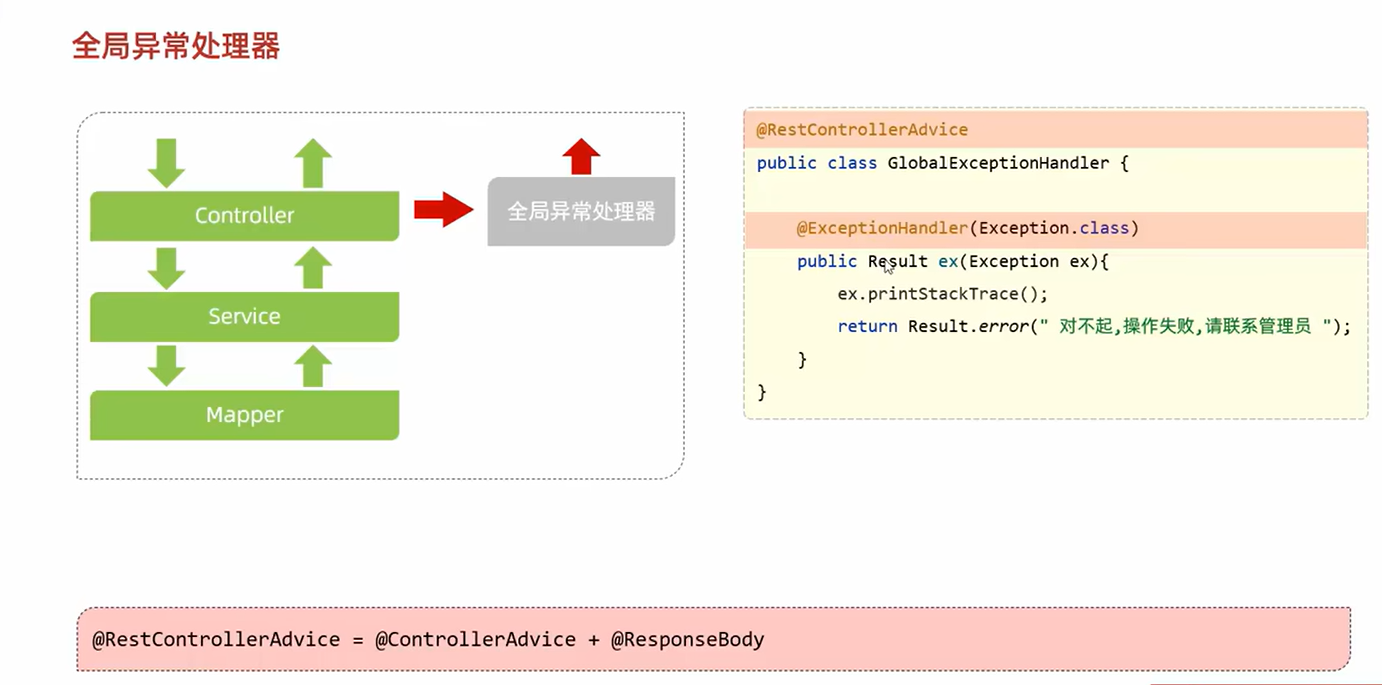 全局异常处理器
Controller
Service
Mapper
全局异常处理器
@RestControllerAdvice
public class GlobalExceptionHandler {
@ExceptionHandler(Exception.class)
public Result ex(Exception ex){
ex.printStackTrace();
return Result.error(" 对不起,操作失败,请联系管理员 ");
}
}
@RestControllerAdvice = @ControllerAdvice + @ResponseBody